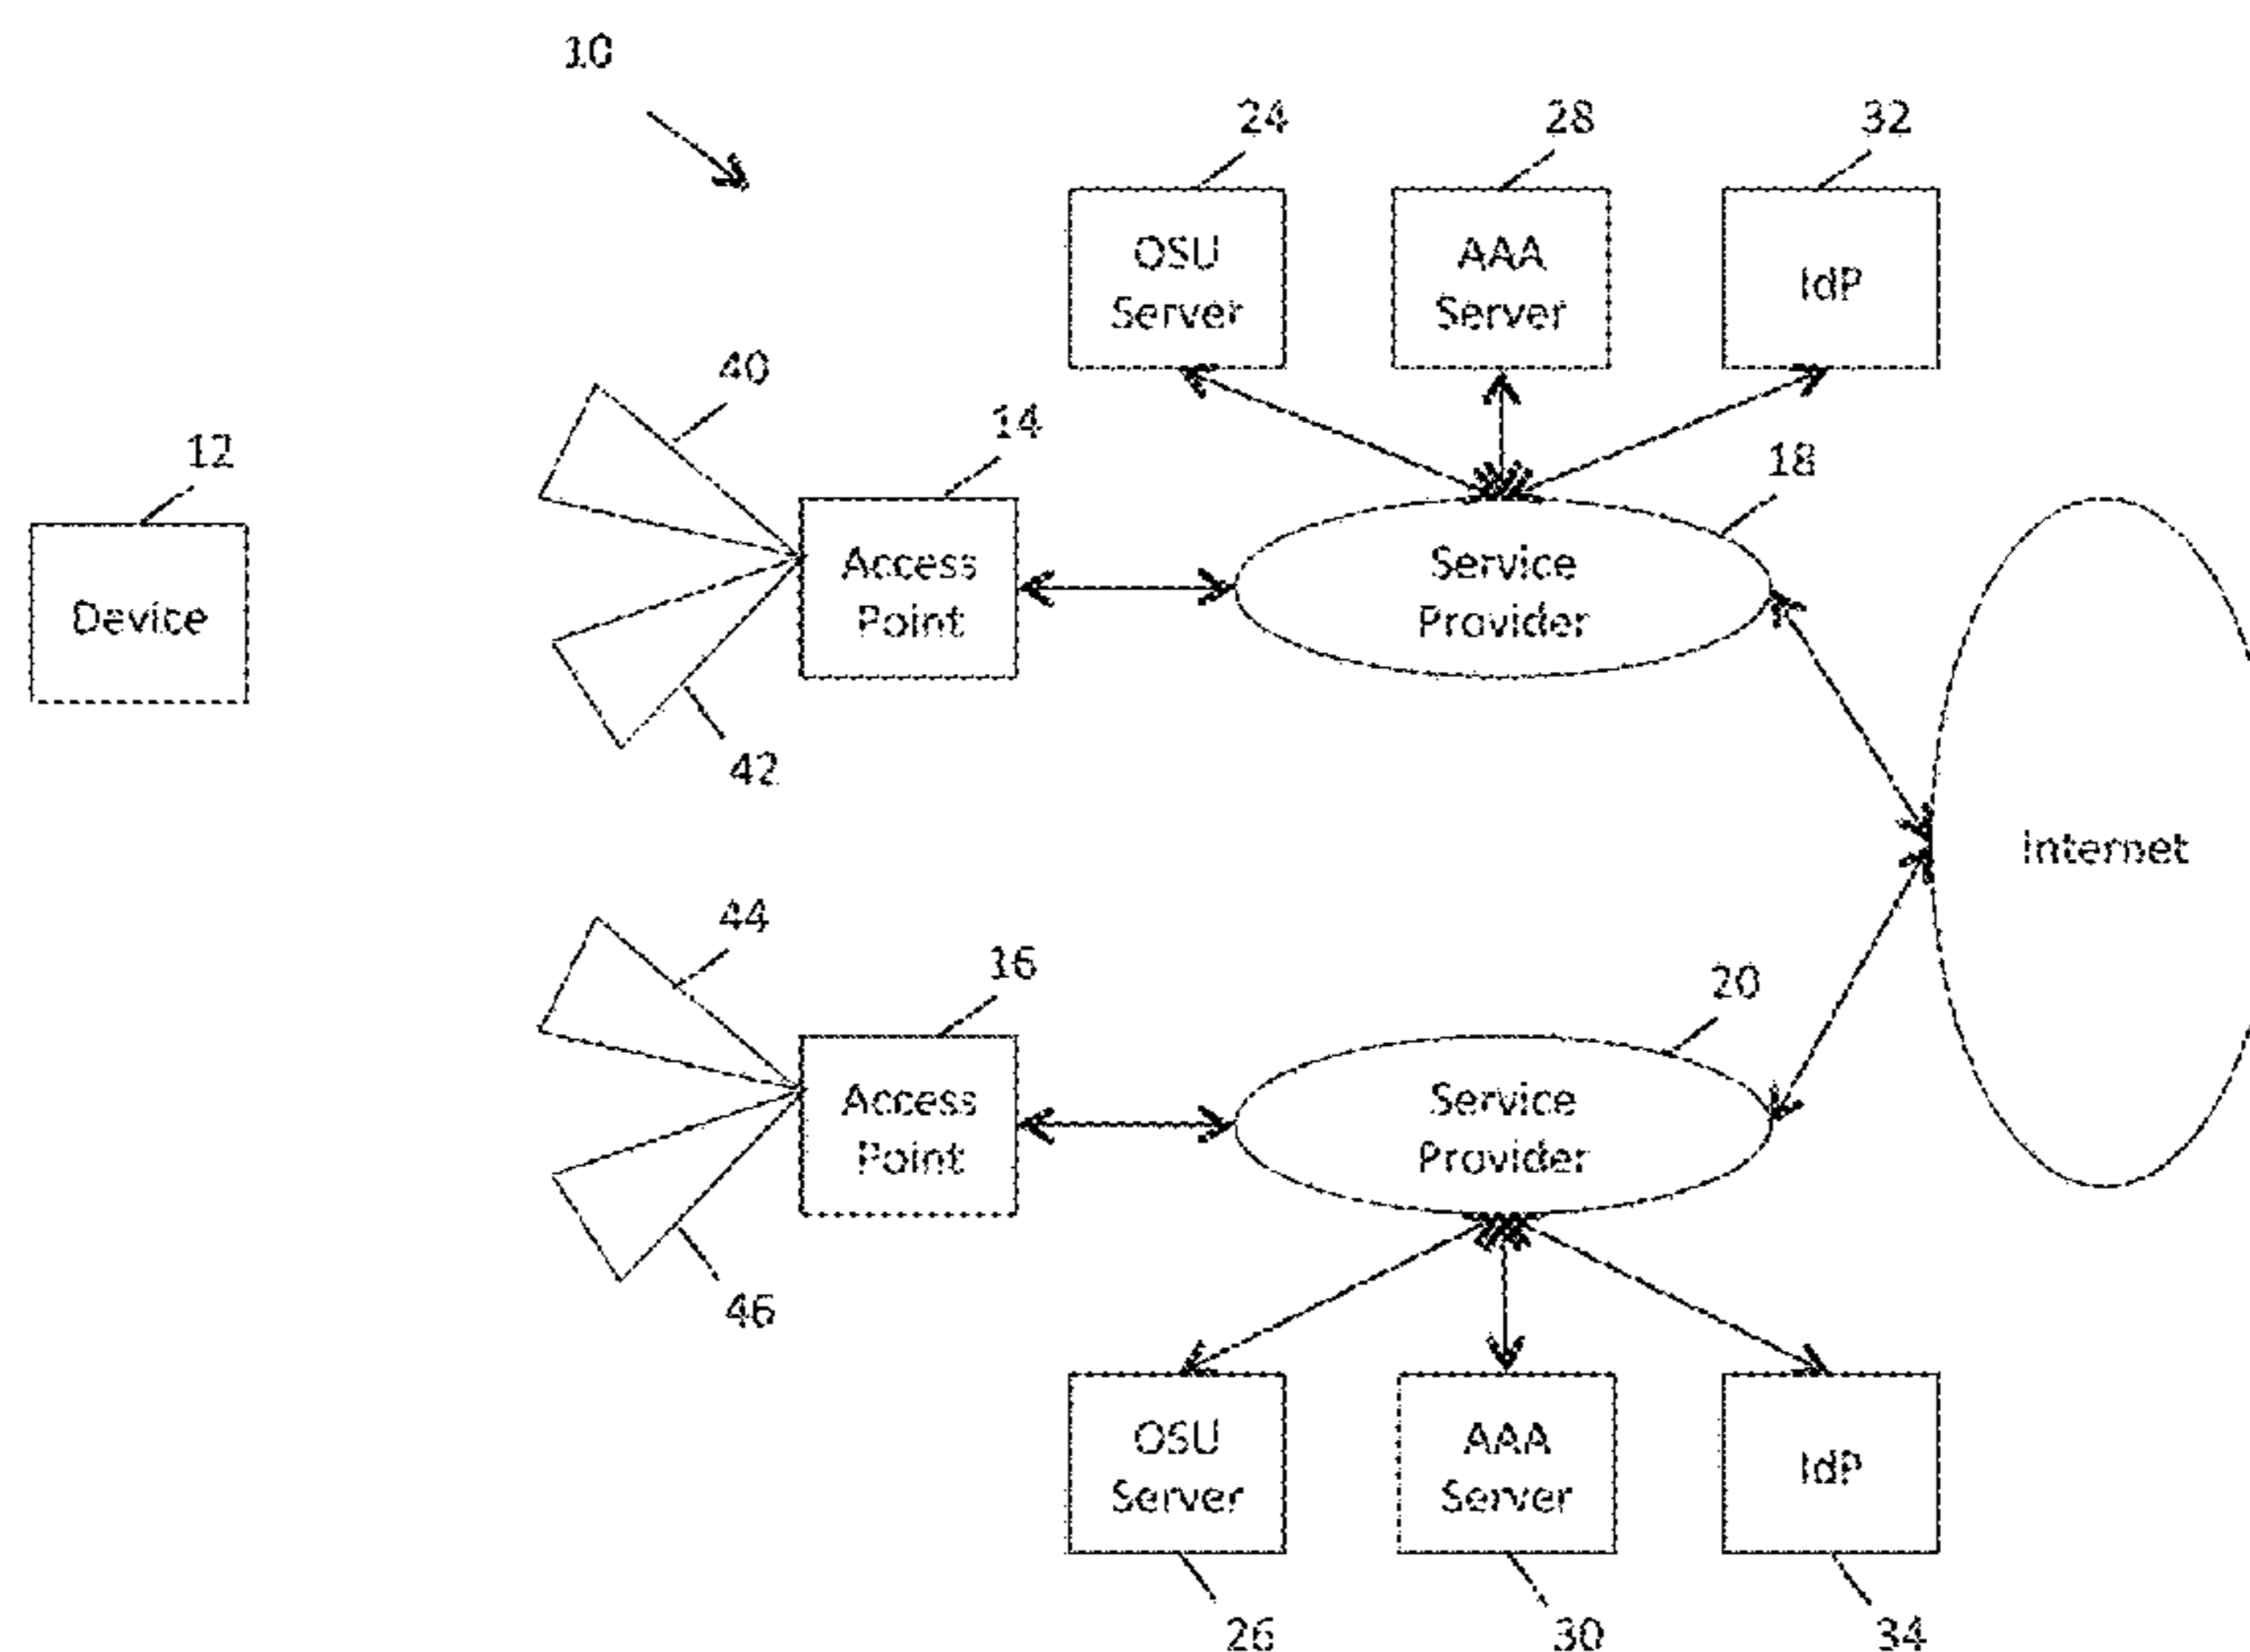 10
24
28
32
OSU
Server
AAA
Server
IdP
40
14
12
18
Device
Access
Point
Service
Provider
42
Internet
44
16
20
Access
Point
Service
Provider
46
OSU
Server
AAA
Server
IdP
26
30
34